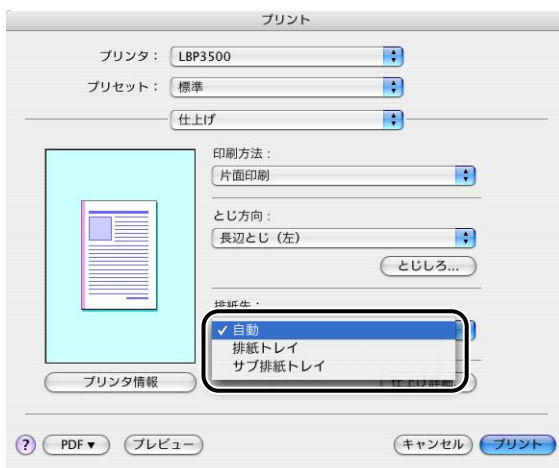 プリント
プリンタ： LBP3500
プリセット： 標準
仕上げ
印刷方法：
片面印刷
とじ方向：
長辺とじ（左）
とじしろ...
排紙先：
✓ 自動
排紙トレイ
サブ排紙トレイ
プリンタ情報
仕上げ詳細...
? PDF▼ プレビュー キャンセル プリント